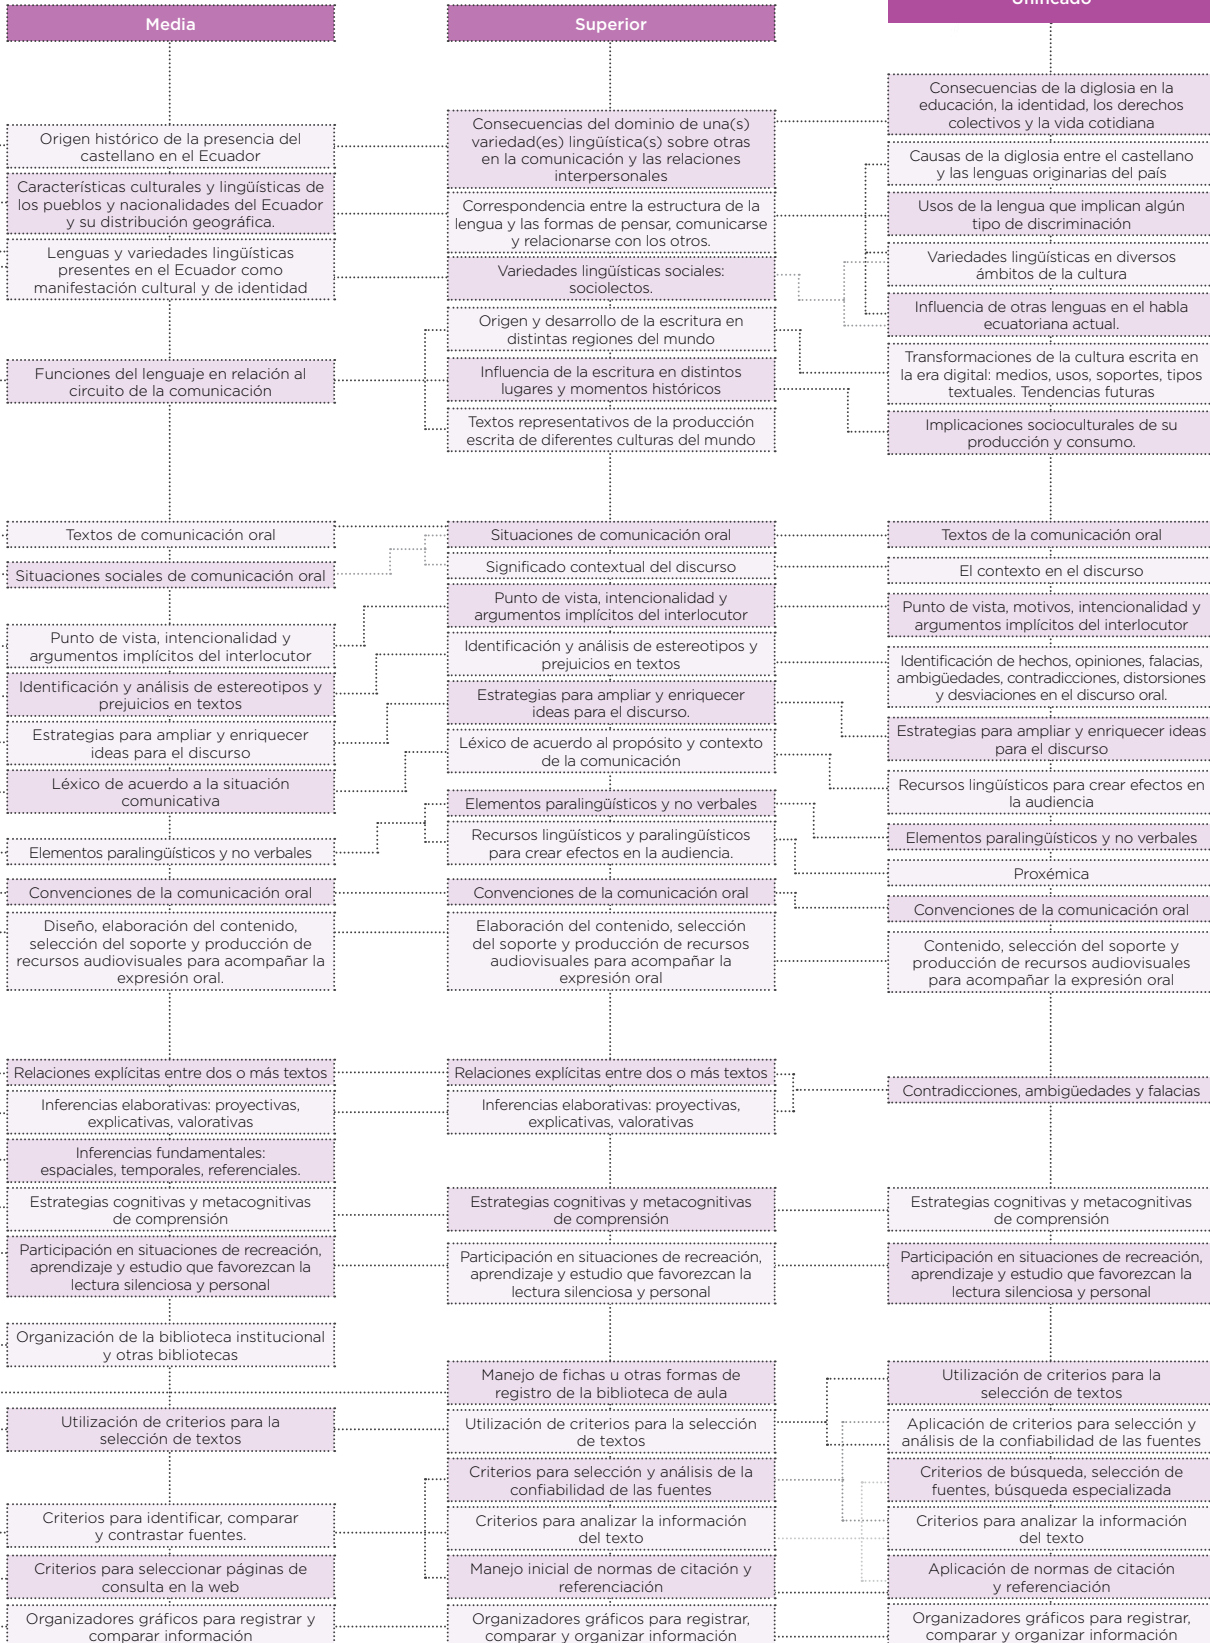 Media
Origen histórico de la presencia del
castellano en el Ecuador
Características culturales y lingüísticas de
los pueblos y nacionalidades del Ecuador
y su distribución geográfica.
Lenguas y variedades lingüísticas
presentes en el Ecuador como
manifestación cultural y de identidad
Funciones del lenguaje en relación al
circuito de la comunicación
Textos de comunicación oral
Situaciones sociales de comunicación oral
Punto de vista, intencionalidad y
argumentos implícitos del interlocutor
Identificación y análisis de estereotipos y
prejuicios en textos
Estrategias para ampliar y enriquecer
ideas para el discurso
Léxico de acuerdo a la situación
comunicativa
Elementos paralingüísticos y no verbales
Convenciones de la comunicación oral
Diseño, elaboración del contenido,
selección del soporte y producción de
recursos audiovisuales para acompañar la
expresión oral.
Relaciones explícitas entre dos o más textos
Inferencias elaborativas: proyectivas,
explicativas, valorativas
Inferencias fundamentales:
espaciales, temporales, referenciales.
Estrategias cognitivas y metacognitivas
de comprensión
Participación en situaciones de recreación,
aprendizaje y estudio que favorezcan la
lectura silenciosa y personal
Organización de la biblioteca institucional
y otras bibliotecas
Utilización de criterios para la
selección de textos
Criterios para identificar, comparar
y contrastar fuentes.
Criterios para seleccionar páginas de
consulta en la web
Organizadores gráficos para registrar y
comparar información
Superior
Consecuencias del dominio de una(s)
variedad(es) lingüística(s) sobre otras
en la comunicación y las relaciones
interpersonales
Correspondencia entre la estructura de la
lengua y las formas de pensar, comunicarse
y relacionarse con los otros.
Variedades lingüísticas sociales:
sociolectos.
Origen y desarrollo de la escritura en
distintas regiones del mundo
Influencia de la escritura en distintos
lugares y momentos históricos
Textos representativos de la producción
escrita de diferentes culturas del mundo
Situaciones de comunicación oral
Significado contextual del discurso
Punto de vista, intencionalidad y
argumentos implícitos del interlocutor
Identificación y análisis de estereotipos y
prejuicios en textos
Estrategias para ampliar y enriquecer
ideas para el discurso.
Léxico de acuerdo al propósito y contexto
de la comunicación
Elementos paralingüísticos y no verbales
Recursos lingüísticos y paralingüísticos
para crear efectos en la audiencia.
Convenciones de la comunicación oral
Elaboración del contenido, selección
del soporte y producción de recursos
audiovisuales para acompañar la
expresión oral
Relaciones explícitas entre dos o más textos
Inferencias elaborativas: proyectivas,
explicativas, valorativas
Estrategias cognitivas y metacognitivas
de comprensión
Participación en situaciones de recreación,
aprendizaje y estudio que favorezcan la
lectura silenciosa y personal
Manejo de fichas u otras formas de
registro de la biblioteca de aula
Utilización de criterios para la selección
de textos
Criterios para selección y análisis de la
confiabilidad de las fuentes
Criterios para analizar la información
del texto
Manejo inicial de normas de citación y
referenciación
Organizadores gráficos para registrar,
comparar y organizar información
Unificado
Consecuencias de la diglosia en la
educación, la identidad, los derechos
colectivos y la vida cotidiana
Causas de la diglosia entre el castellano
y las lenguas originarias del país
Usos de la lengua que implican algún
tipo de discriminación
Variedades lingüísticas en diversos
ámbitos de la cultura
Influencia de otras lenguas en el habla
ecuatoriana actual.
Transformaciones de la cultura escrita en
la era digital: medios, usos, soportes, tipos
textuales. Tendencias futuras
Implicaciones socioculturales de su
producción y consumo.
Textos de la comunicación oral
El contexto en el discurso
Punto de vista, motivos, intencionalidad y
argumentos implícitos del interlocutor
Identificación de hechos, opiniones, falacias,
ambigüedades, contradicciones, distorsiones
y desviaciones en el discurso oral.
Estrategias para ampliar y enriquecer ideas
para el discurso
Recursos lingüísticos para crear efectos en
la audiencia
Elementos paralingüísticos y no verbales
Proxémica
Convenciones de la comunicación oral
Contenido, selección del soporte y
producción de recursos audiovisuales
para acompañar la expresión oral
Contradicciones, ambigüedades y falacias
Estrategias cognitivas y metacognitivas
de comprensión
Participación en situaciones de recreación,
aprendizaje y estudio que favorezcan la
lectura silenciosa y personal
Utilización de criterios para la
selección de textos
Aplicación de criterios para selección y
análisis de la confiabilidad de las fuentes
Criterios de búsqueda, selección de
fuentes, búsqueda especializada
Criterios para analizar la información
del texto
Aplicación de normas de citación
y referenciación
Organizadores gráficos para registrar,
comparar y organizar información